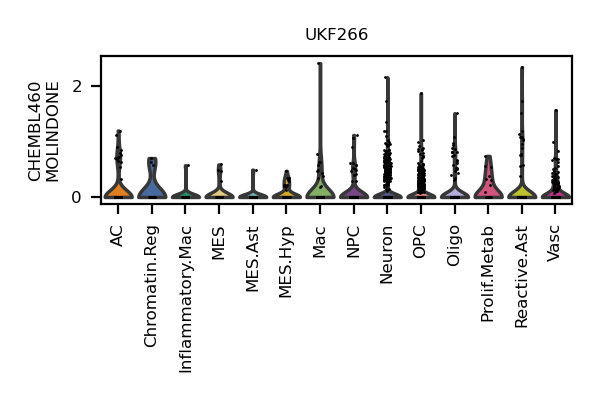 UKF266
CHEMBL460
MOLINDONE
2
0
AC
Chromatin.Reg
Inflammatory.Mac
MES
MES.Ast
MES.Hyp
Mac
NPC
Neuron
OPC
Oligo
Prolif.Metab
Reactive.Ast
Vasc